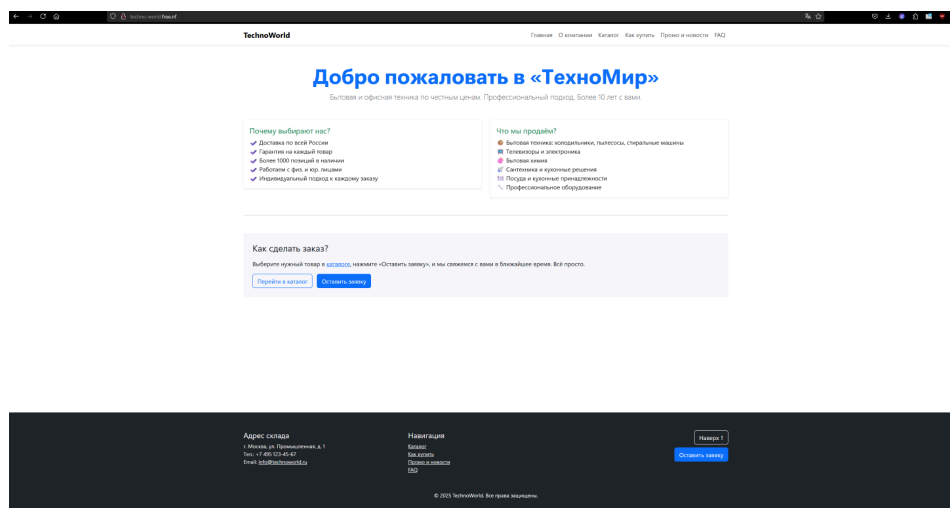 techno-world.free.nf
TechnoWorld
Главная О компании Каталог Как купить Промо и новости FAQ
Добро пожаловать в «ТехноМир»
Бытовая и офисная техника по честным ценам. Профессиональный подход. Более 10 лет с вами.
Почему выбирают нас?
Доставка по всей России
Гарантия на каждый товар
Более 1000 позиций в наличии
Работаем с физ. и юр. лицами
Индивидуальный подход к каждому заказу
Что мы продаём?
Бытовая техника: холодильники, пылесосы, стиральные машины
Телевизоры и электроника
Бытовая химия
Сантехника и кухонные решения
Посуда и кухонные принадлежности
Профессиональное оборудование
Как сделать заказ?
Выберите нужный товар в каталоге, нажмите «Оставить заявку», и мы свяжемся с вами в ближайшее время. Всё просто.
Перейти в каталог
Оставить заявку
Адрес склада
г. Москва, ул. Промышленная, д. 1
Тел.: +7 495 123-45-67
Email: info@technoworld.ru
Навигация
Каталог
Как купить
Промо и новости
FAQ
Наверх ↑
Оставить заявку
© 2025 TechnoWorld. Все права защищены.